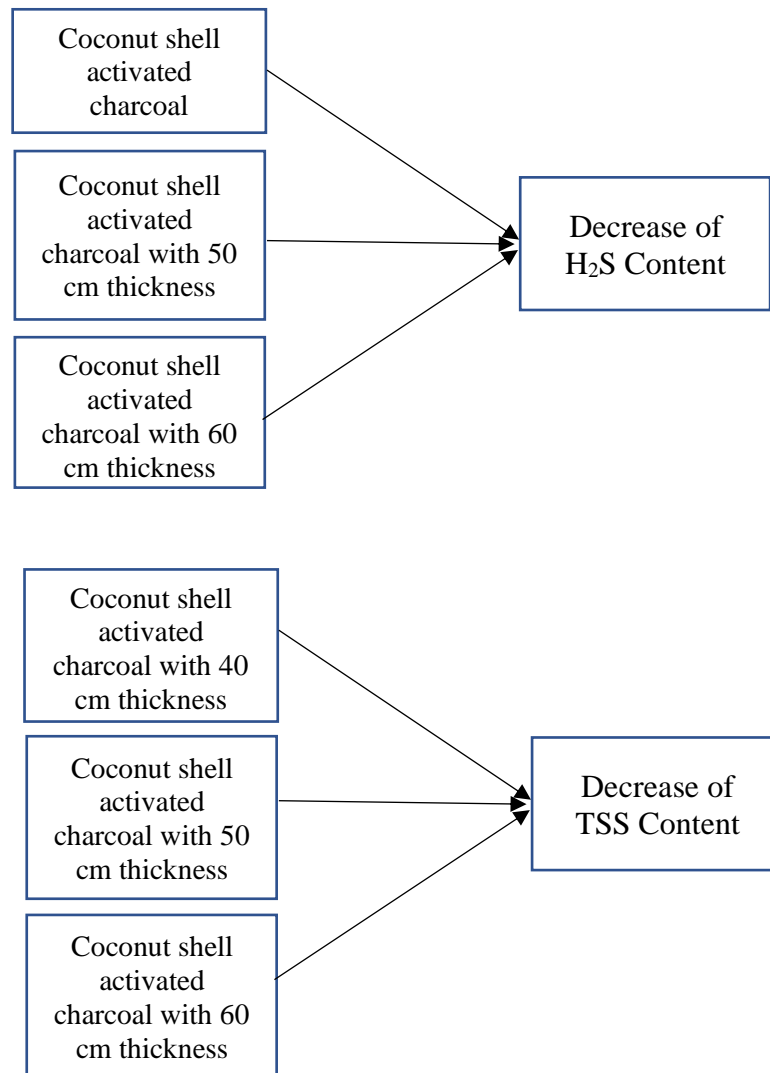 Coconut shell
activated
charcoal
Coconut shell
activated
charcoal with 50
cm thickness
Coconut shell
activated
charcoal with 60
cm thickness
Decrease of
H₂S Content
Coconut shell
activated
charcoal with 40
cm thickness
Coconut shell
activated
charcoal with 50
cm thickness
Coconut shell
activated
charcoal with 60
cm thickness
Decrease of
TSS Content